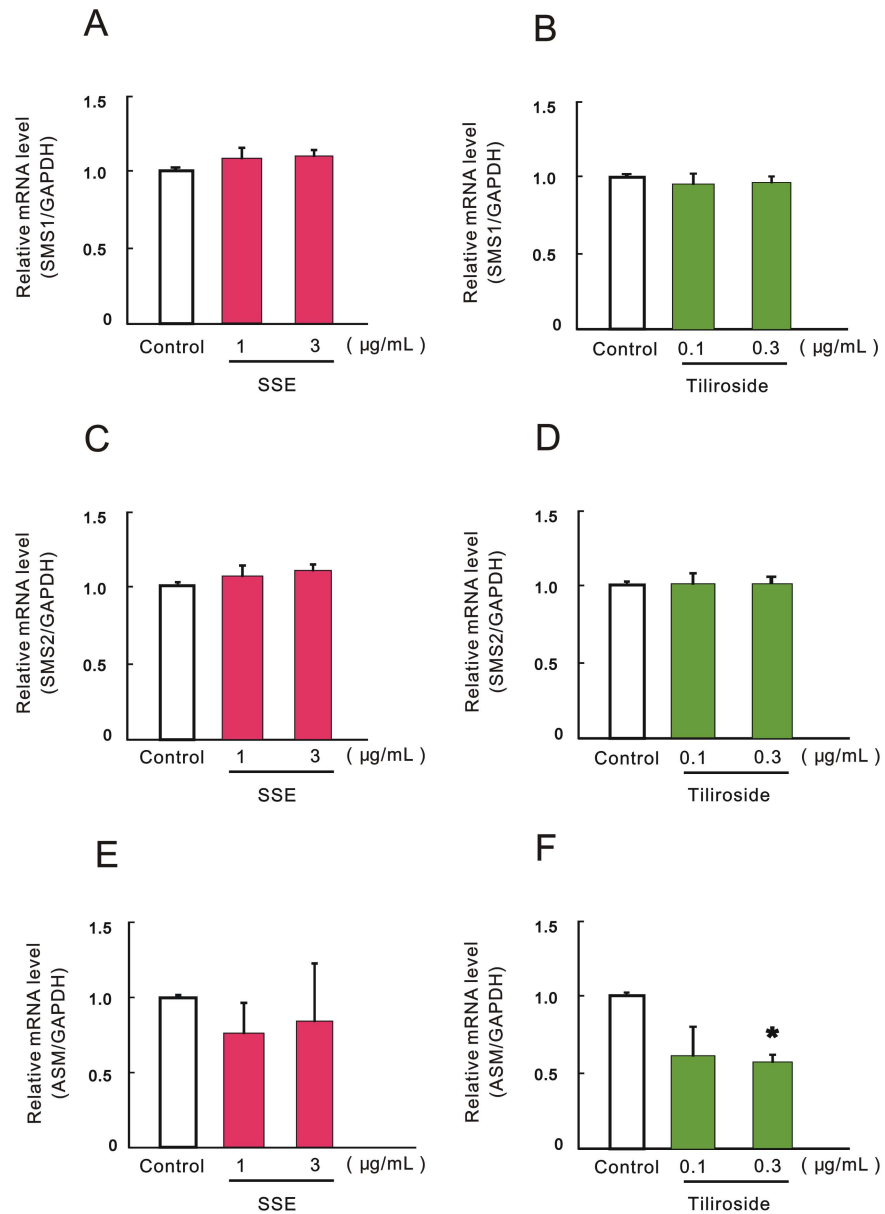 A
Relative mRNA level
(SMS1/GAPDH)
1.5
1.0
0.5
0
Control
1
3
( µg/mL )
SSE
B
Relative mRNA level
(SMS1/GAPDH)
1.5
1.0
0.5
0
Control
0.1
0.3
( µg/mL )
Tiliroside
C
Relative mRNA level
(SMS2/GAPDH)
1.5
1.0
0.5
0
Control
1
3
( µg/mL )
SSE
D
Relative mRNA level
(SMS2/GAPDH)
1.5
1.0
0.5
0
Control
0.1
0.3
( µg/mL )
Tiliroside
E
Relative mRNA level
(ASM/GAPDH)
1.5
1.0
0.5
0
Control
1
3
( µg/mL )
SSE
F
Relative mRNA level
(ASM/GAPDH)
1.5
1.0
0.5
0
*
Control
0.1
0.3
( µg/mL )
Tiliroside